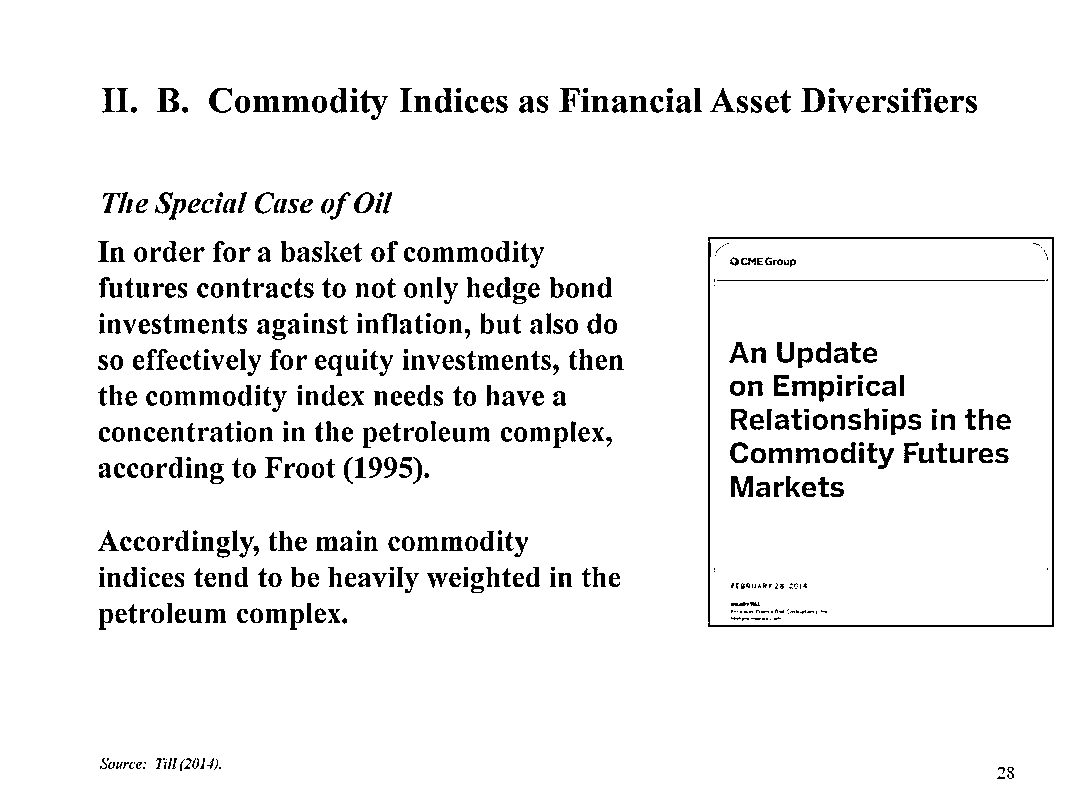 II. B. Commodity Indices as Financial Asset Diversifiers
The Special Case of Oil
In order for a basket of commodity
futures contracts to not only hedge bond
investments against inflation, but also do
so effectively for equity investments, then
the commodity index needs to have a
concentration in the petroleum complex,
according to Froot (1995).
Accordingly, the main commodity
indices tend to be heavily weighted in the
petroleum complex.
CME Group
An Update
on Empirical
Relationships in the
Commodity Futures
Markets
FEBRUARY 28 2014
Source: Till (2014).
28